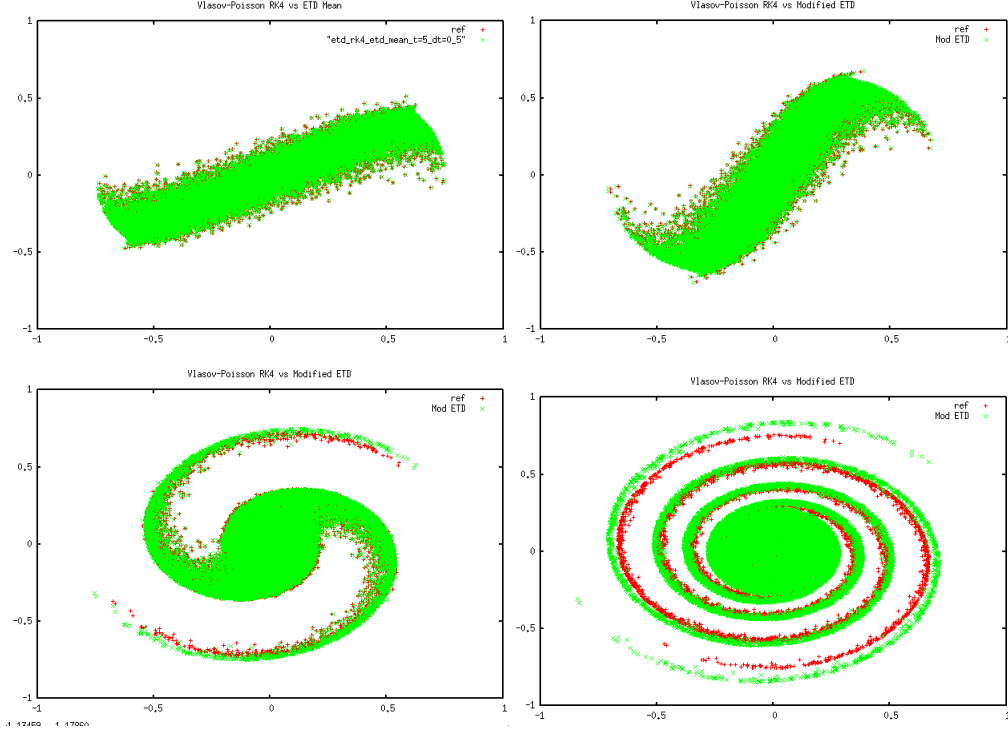 Vlasov-Poisson RK4 vs ETD Mean
ref
"etd_rk4_etd_mean_t=5_dt=0_5"
1
0.5
0
-0.5
-1
-1 -0.5 0 0.5 1
Vlasov-Poisson RK4 vs Modified ETD
ref
Mod ETD
1
0.5
0
-0.5
-1
-1 -0.5 0 0.5 1
Vlasov-Poisson RK4 vs Modified ETD
ref
Mod ETD
1
0.5
0
-0.5
-1
-1 -0.5 0 0.5 1
Vlasov-Poisson RK4 vs Modified ETD
ref
Mod ETD
1
0.5
0
-0.5
-1
-1 -0.5 0 0.5 1